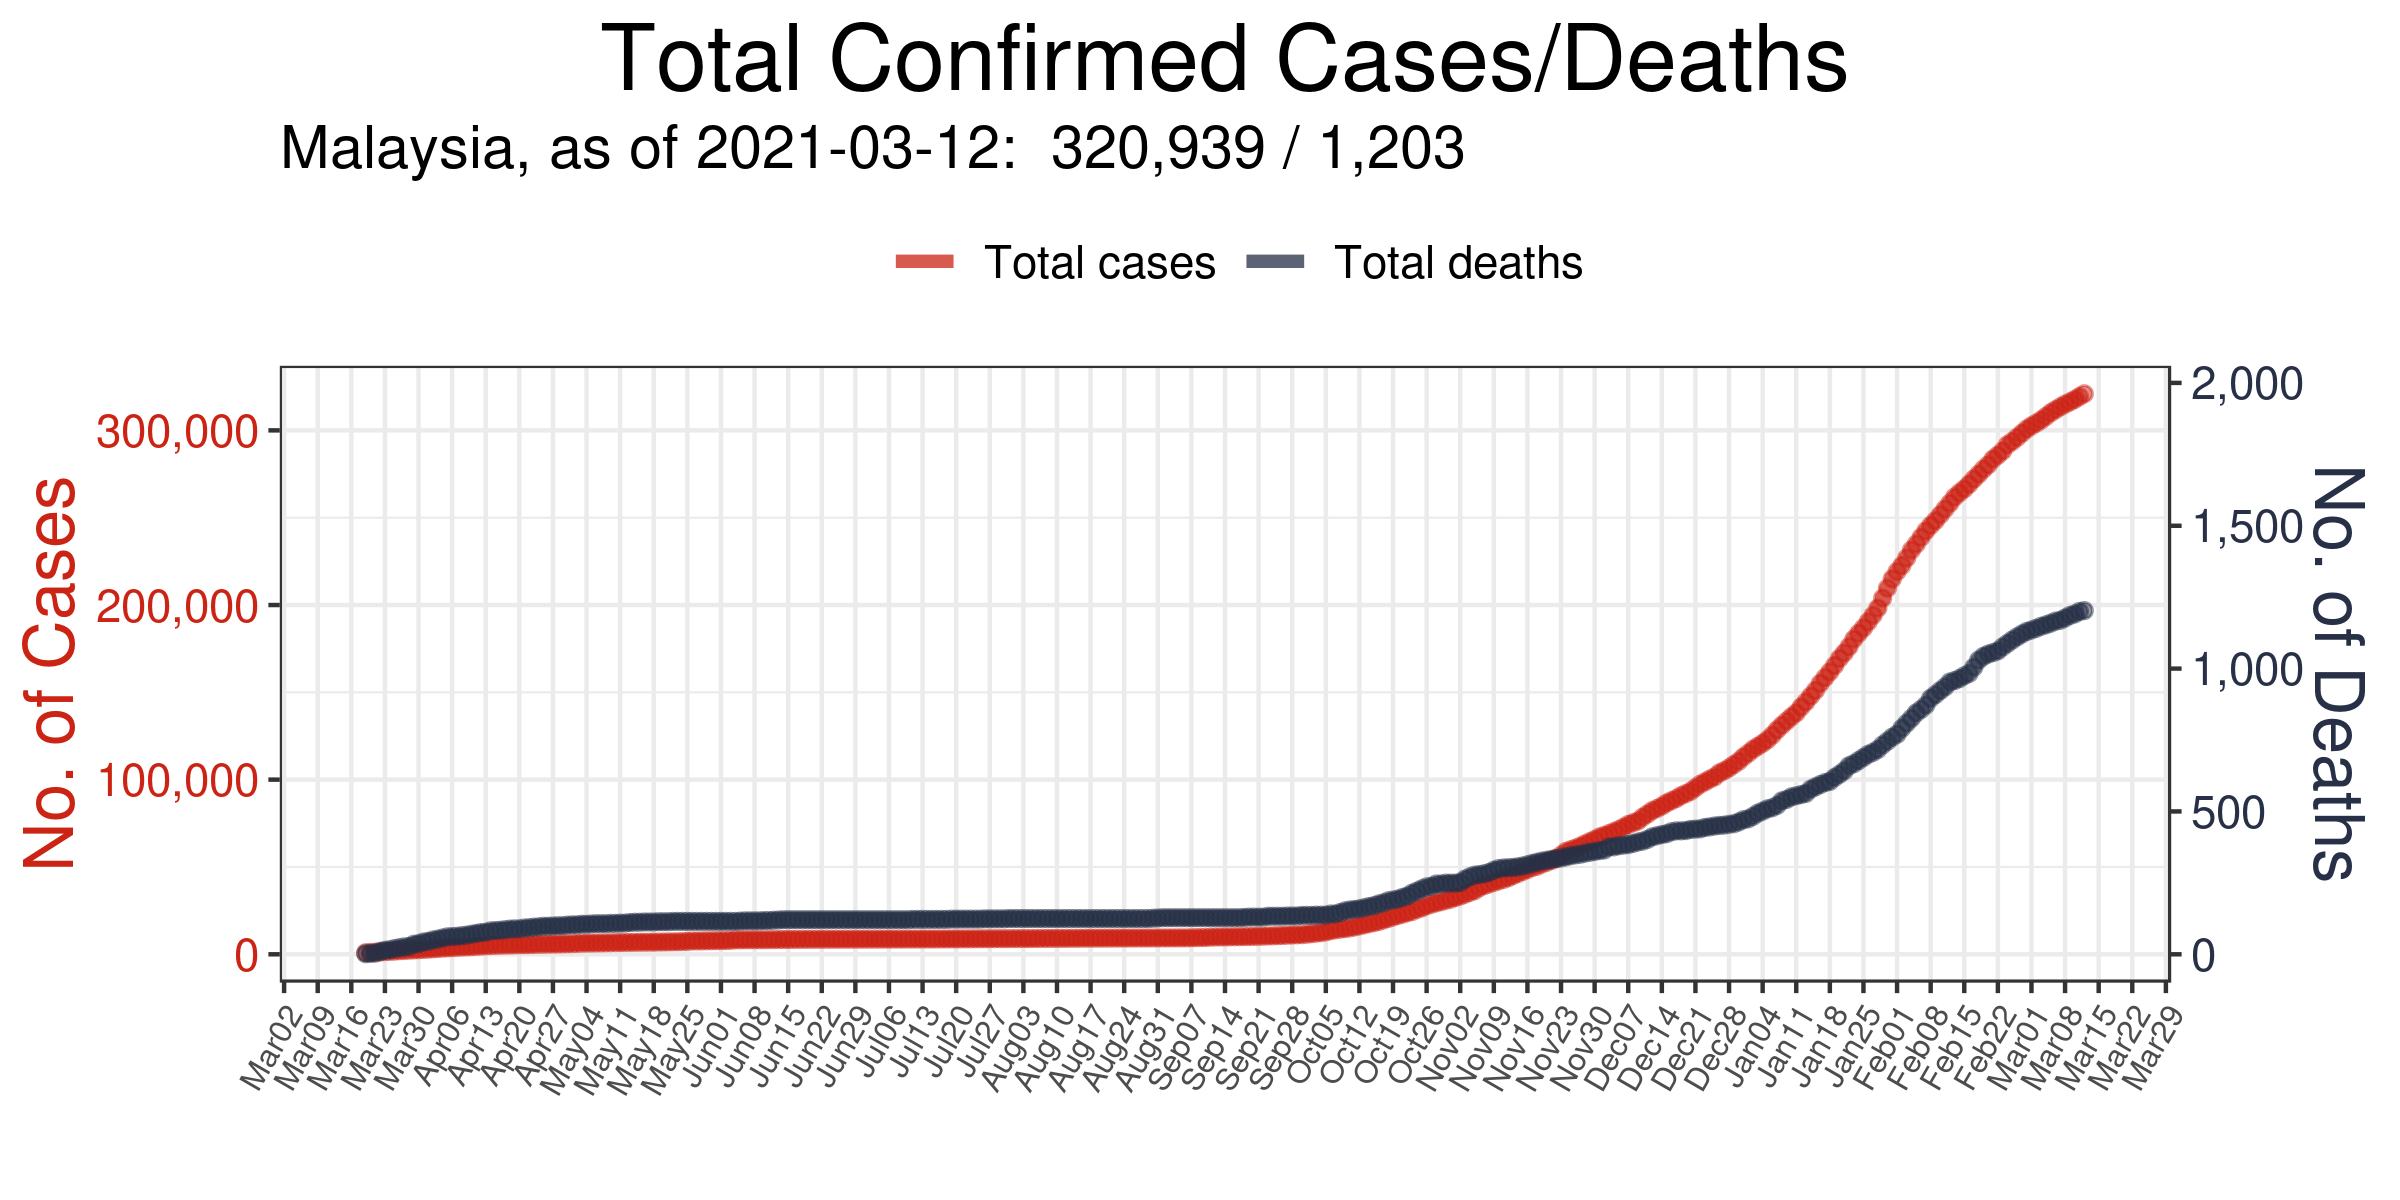 Total Confirmed Cases/Deaths
Malaysia, as of 2021-03-12:  320,939 / 1,203
Total cases
Total deaths
No. of Cases
300,000
200,000
100,000
0
2,000
1,500
1,000
500
0
No. of Deaths
Mar02
Mar09
Mar16
Mar23
Mar30
Apr06
Apr13
Apr20
Apr27
May04
May11
May18
May25
Jun01
Jun08
Jun15
Jun22
Jun29
Jul06
Jul13
Jul20
Jul27
Aug03
Aug10
Aug17
Aug24
Aug31
Sep07
Sep14
Sep21
Sep28
Oct05
Oct12
Oct19
Oct26
Nov02
Nov09
Nov16
Nov23
Nov30
Dec07
Dec14
Dec21
Dec28
Jan04
Jan11
Jan18
Jan25
Feb01
Feb08
Feb15
Feb22
Mar01
Mar08
Mar15
Mar22
Mar29